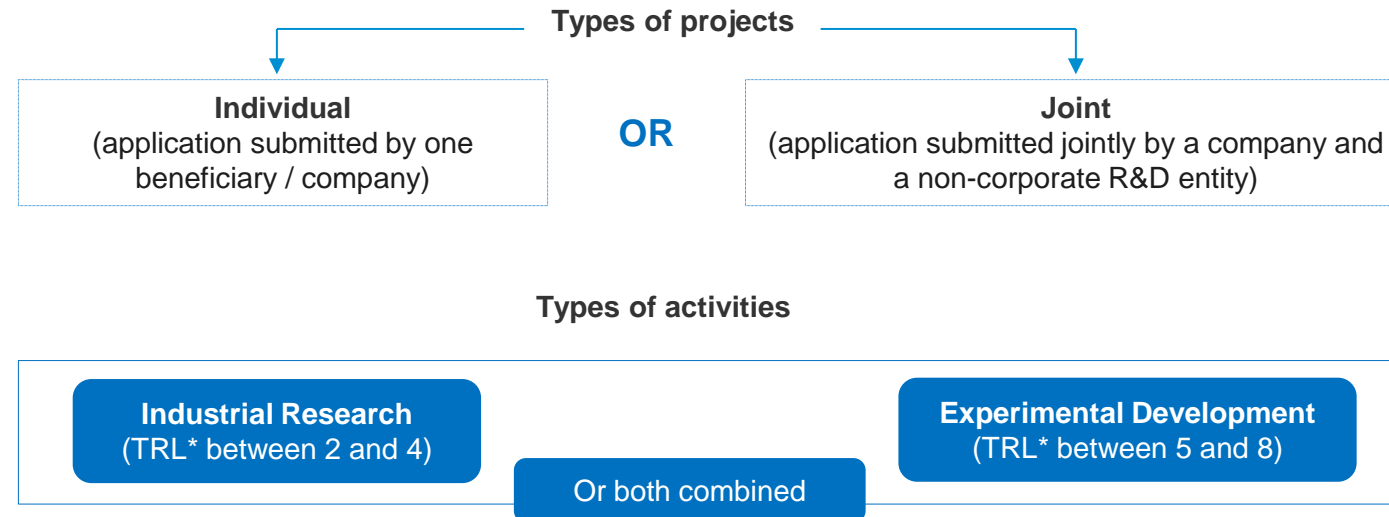 Types of projects
Individual
(application submitted by one
beneficiary / company)
OR
Joint
(application submitted jointly by a company and
a non-corporate R&D entity)
Types of activities
Industrial Research
(TRL* between 2 and 4)
Experimental Development
(TRL* between 5 and 8)
Or both combined